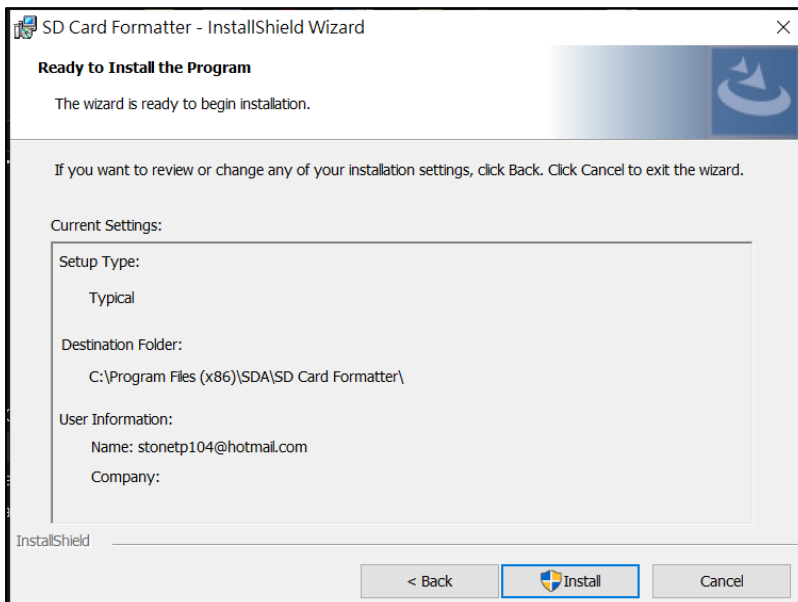 SD Card Formatter - InstallShield Wizard
Ready to Install the Program
The wizard is ready to begin installation.
If you want to review or change any of your installation settings, click Back. Click Cancel to exit the wizard.
Current Settings:
Setup Type:
Typical
Destination Folder:
C:\Program Files (x86)\SDA\SD Card Formatter\
User Information:
Name: stonetp104@hotmail.com
Company:
InstallShield
< Back
Install
Cancel